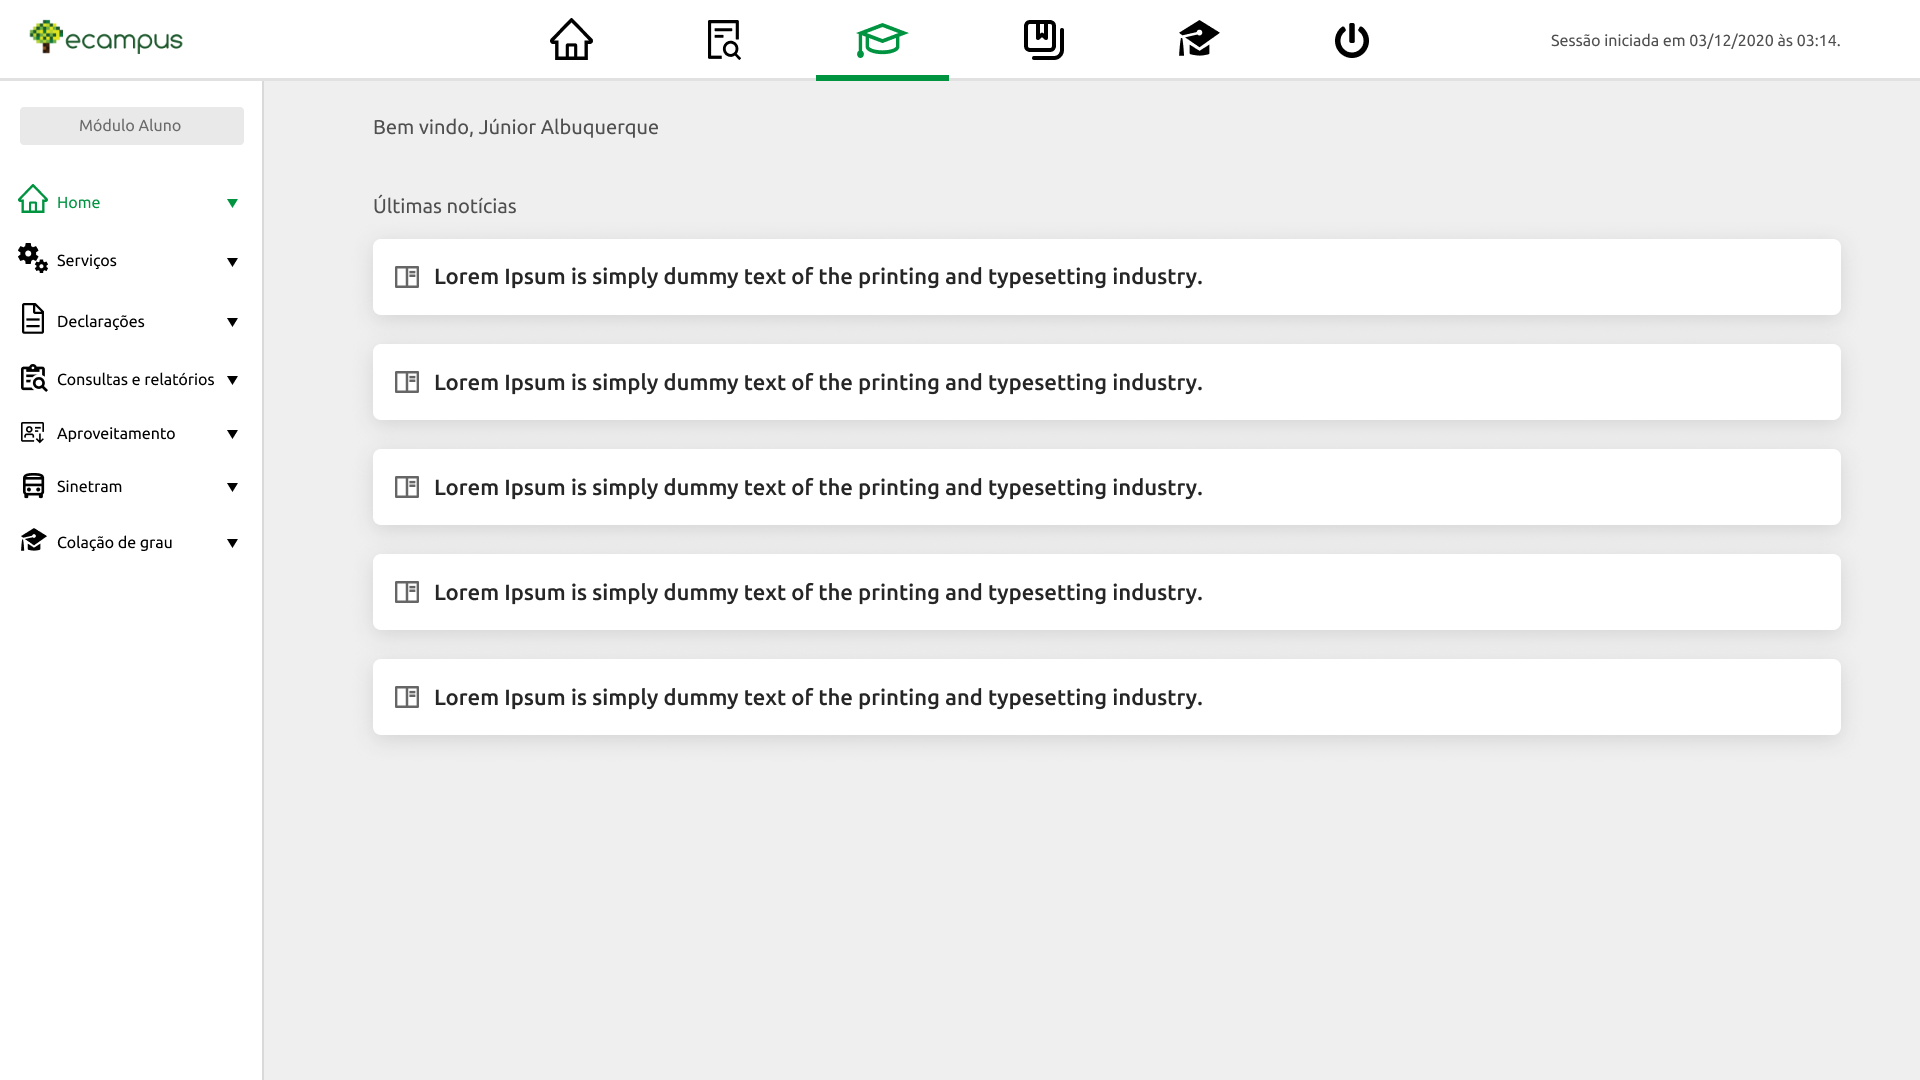 ecampus
Sessão iniciada em 03/12/2020 às 03:14.
Módulo Aluno
Home
Serviços
Declarações
Consultas e relatórios
Aproveitamento
Sinetram
Colação de grau
Bem vindo, Júnior Albuquerque
Últimas notícias
Lorem Ipsum is simply dummy text of the printing and typesetting industry.
Lorem Ipsum is simply dummy text of the printing and typesetting industry.
Lorem Ipsum is simply dummy text of the printing and typesetting industry.
Lorem Ipsum is simply dummy text of the printing and typesetting industry.
Lorem Ipsum is simply dummy text of the printing and typesetting industry.